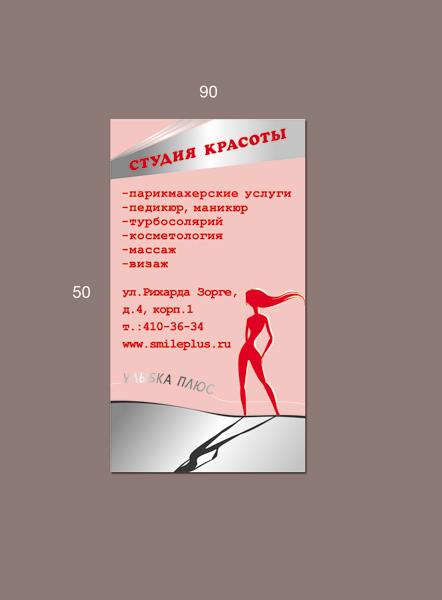 90
СТУДИЯ КРАСОТЫ
-парикмахерские услуги
-педикюр, маникюр
-турбосолярий
-косметология
-массаж
-визаж
50
ул.Рихарда Зорге,
д.4, корп.1
т.:410-36-34
www.smileplus.ru
УЛЫБКА ПЛЮС